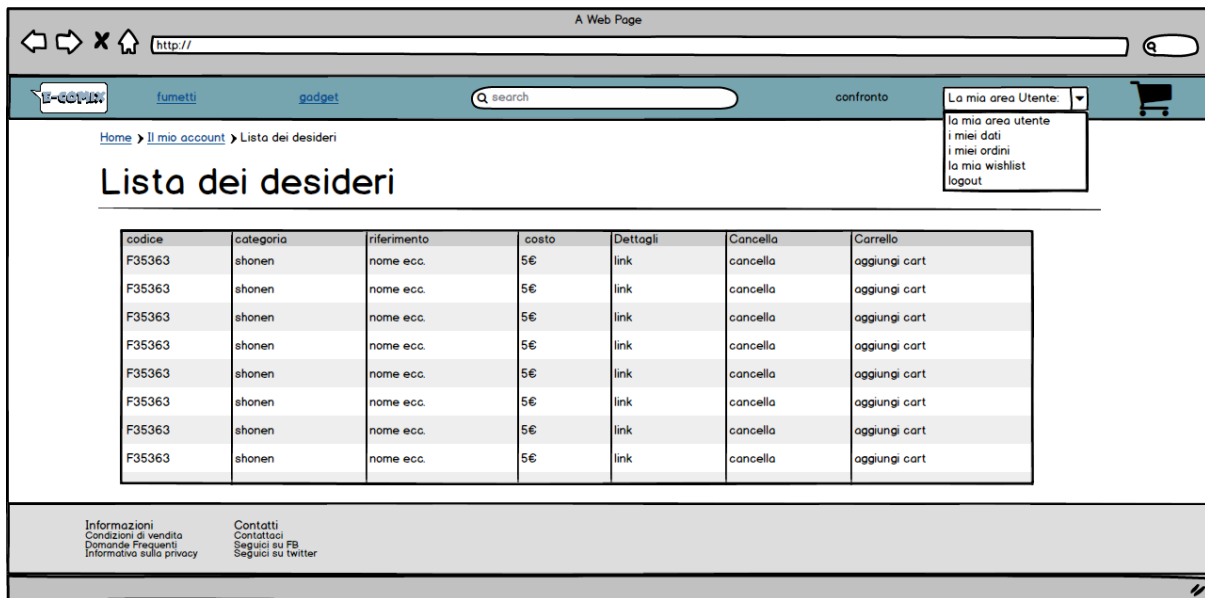 A Web Page
http://
E-COMIX fumetti gadget search confronto La mia area Utente:
la mia area utente
i miei dati
i miei ordini
la mia wishlist
logout
Home Il mio account Lista dei desideri
Lista dei desideri
codice categoria riferimento costo Dettagli Cancella Carrello
F35363 shonen nome ecc. 5€ link cancella aggiungi cart
F35363 shonen nome ecc. 5€ link cancella aggiungi cart
F35363 shonen nome ecc. 5€ link cancella aggiungi cart
F35363 shonen nome ecc. 5€ link cancella aggiungi cart
F35363 shonen nome ecc. 5€ link cancella aggiungi cart
F35363 shonen nome ecc. 5€ link cancella aggiungi cart
F35363 shonen nome ecc. 5€ link cancella aggiungi cart
F35363 shonen nome ecc. 5€ link cancella aggiungi cart
Informazioni
Condizioni di vendita
Domande Frequenti
Informativa sulla privacy
Contatti
Contattaci
Seguici su FB
Seguici su twitter